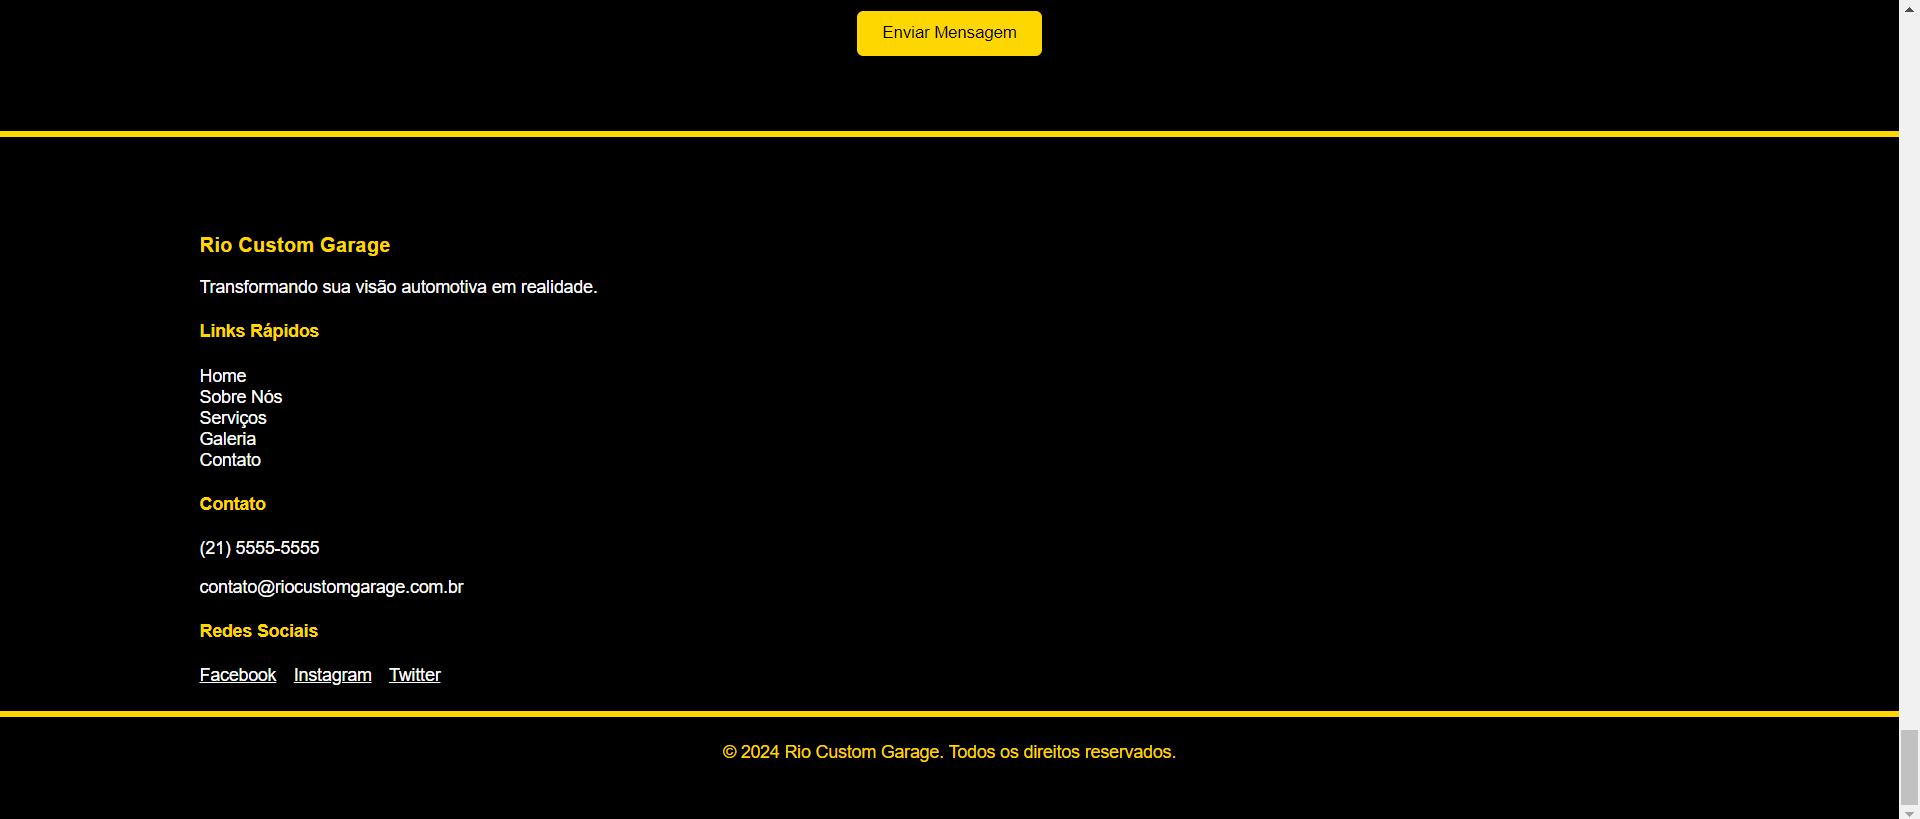 Enviar Mensagem
Rio Custom Garage
Transformando sua visão automotiva em realidade.
Links Rápidos
Home
Sobre Nós
Serviços
Galeria
Contato
Contato
(21) 5555-5555
contato@riocustomgarage.com.br
Redes Sociais
Facebook Instagram Twitter
© 2024 Rio Custom Garage. Todos os direitos reservados.